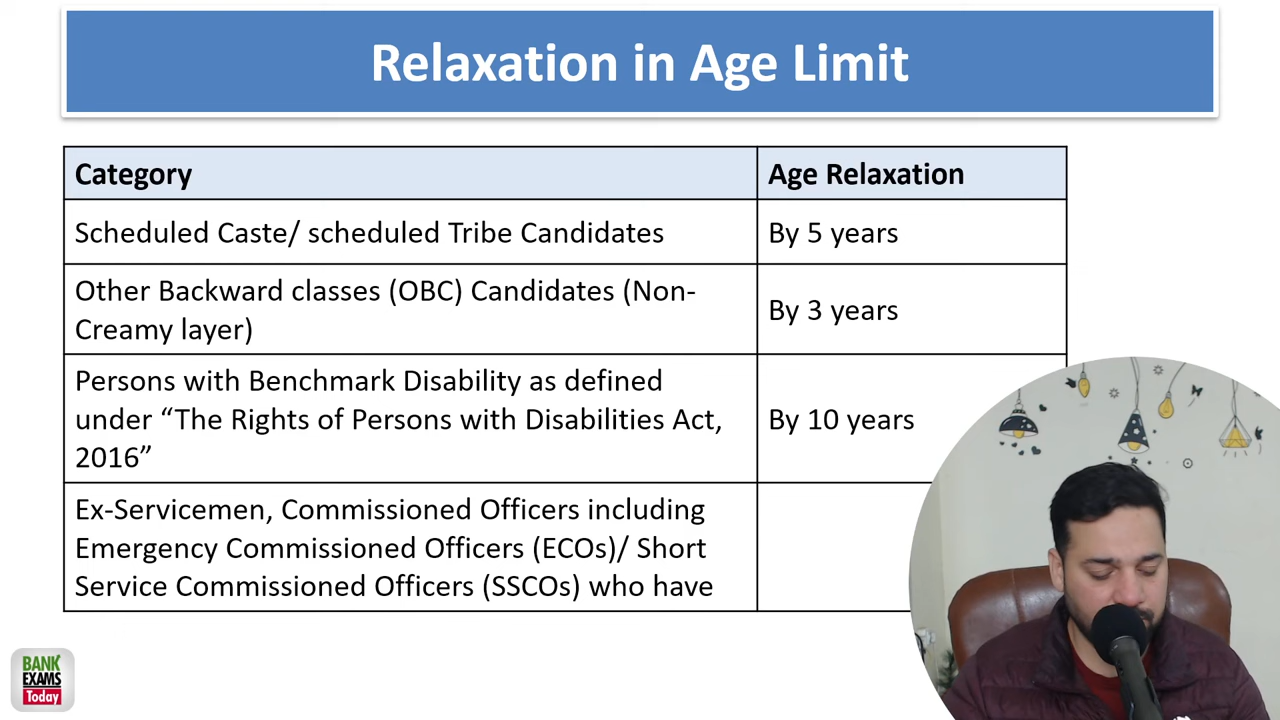 Relaxation in Age Limit
Category
Age Relaxation
Scheduled Caste/ scheduled Tribe Candidates
By 5 years
Other Backward classes (OBC) Candidates (Non-
Creamy layer)
By 3 years
Persons with Benchmark Disability as defined
under “The Rights of Persons with Disabilities Act,
2016”
By 10 years
Ex-Servicemen, Commissioned Officers including
Emergency Commissioned Officers (ECOs)/ Short
Service Commissioned Officers (SSCOs) who have
BANK
EXAMS
Today